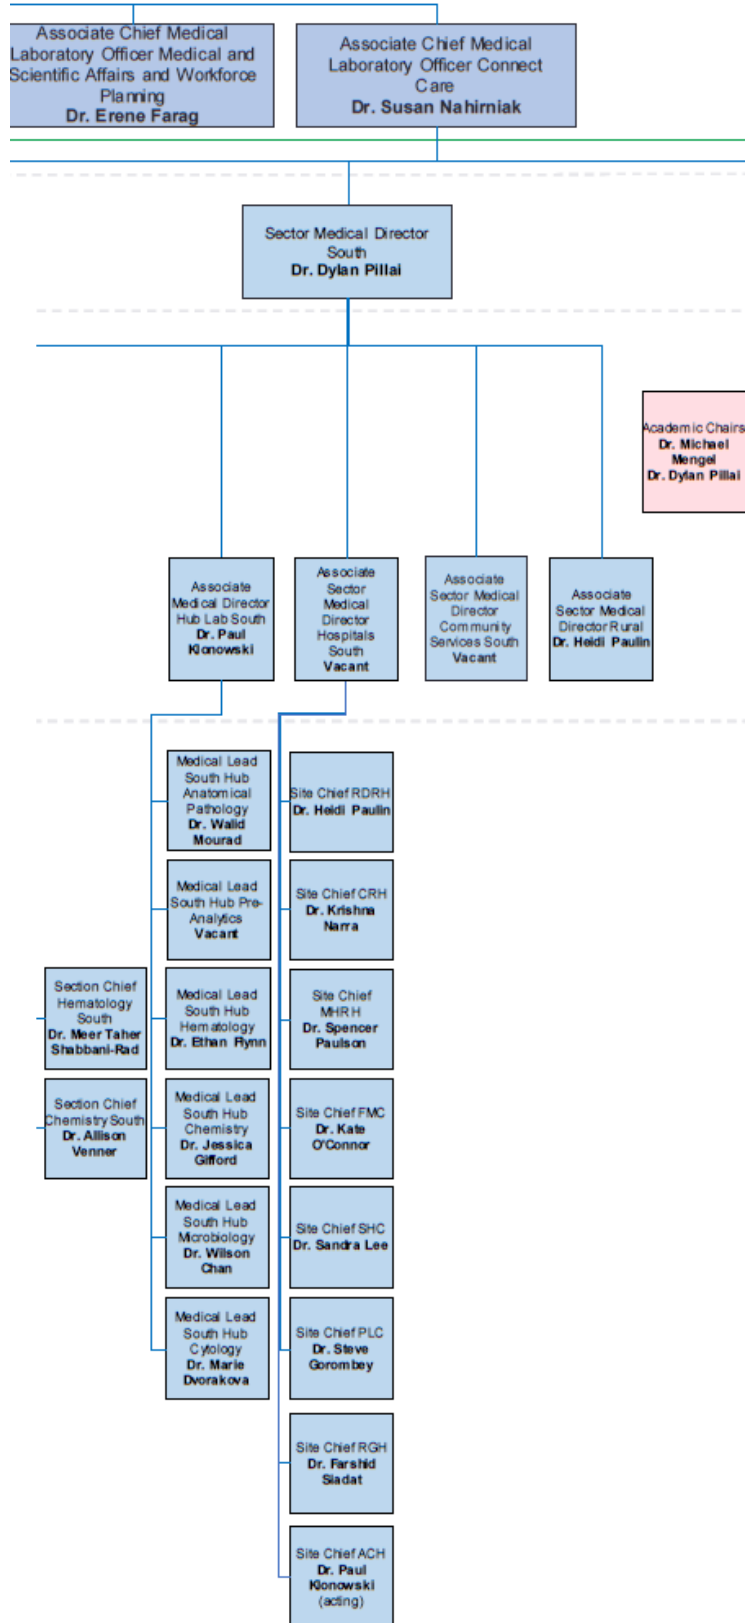 Associate Chief Medical
Laboratory Officer Medical and
Scientific Affairs and Workforce
Planning
Dr. Erene Farag
Associate Chief Medical
Laboratory Officer Connect
Care
Dr. Susan Nahirniak
Sector Medical Director
South
Dr. Dylan Pillai
Academic Chairs
Dr. Michael
Mengel
Dr. Dylan Pillai
Associate
Medical Director
Hub Lab South
Dr. Paul
Klonowski
Associate
Sector
Medical
Director
Hospitals
South
Vacant
Associate
Sector Medical
Director
Community
Services South
Vacant
Associate
Sector Medical
Director Rural
Dr. Heidi Paulin
Medical Lead
South Hub
Anatomical
Pathology
Dr. Walid
Mourad
Site Chief RDRH
Dr. Heidi Paulin
Medical Lead
South Hub Pre-
Analytics
Vacant
Site Chief CRH
Dr. Krishna
Narra
Section Chief
Hematology
South
Dr. Meer Taher
Shabbani-Rad
Medical Lead
South Hub
Hematology
Dr. Ethan Flynn
Site Chief
MHRH
Dr. Spencer
Paulson
Section Chief
Chemistry South
Dr. Allison
Venner
Medical Lead
South Hub
Chemistry
Dr. Jessica
Gifford
Site Chief FMC
Dr. Kate
O'Connor
Medical Lead
South Hub
Microbiology
Dr. Wilson
Chan
Site Chief SHC
Dr. Sandra Lee
Medical Lead
South Hub
Cytology
Dr. Marie
Dvorakova
Site Chief PLC
Dr. Steve
Gorombey
Site Chief RGH
Dr. Farshid
Siadat
Site Chief ACH
Dr. Paul
Klonowski
(acting)